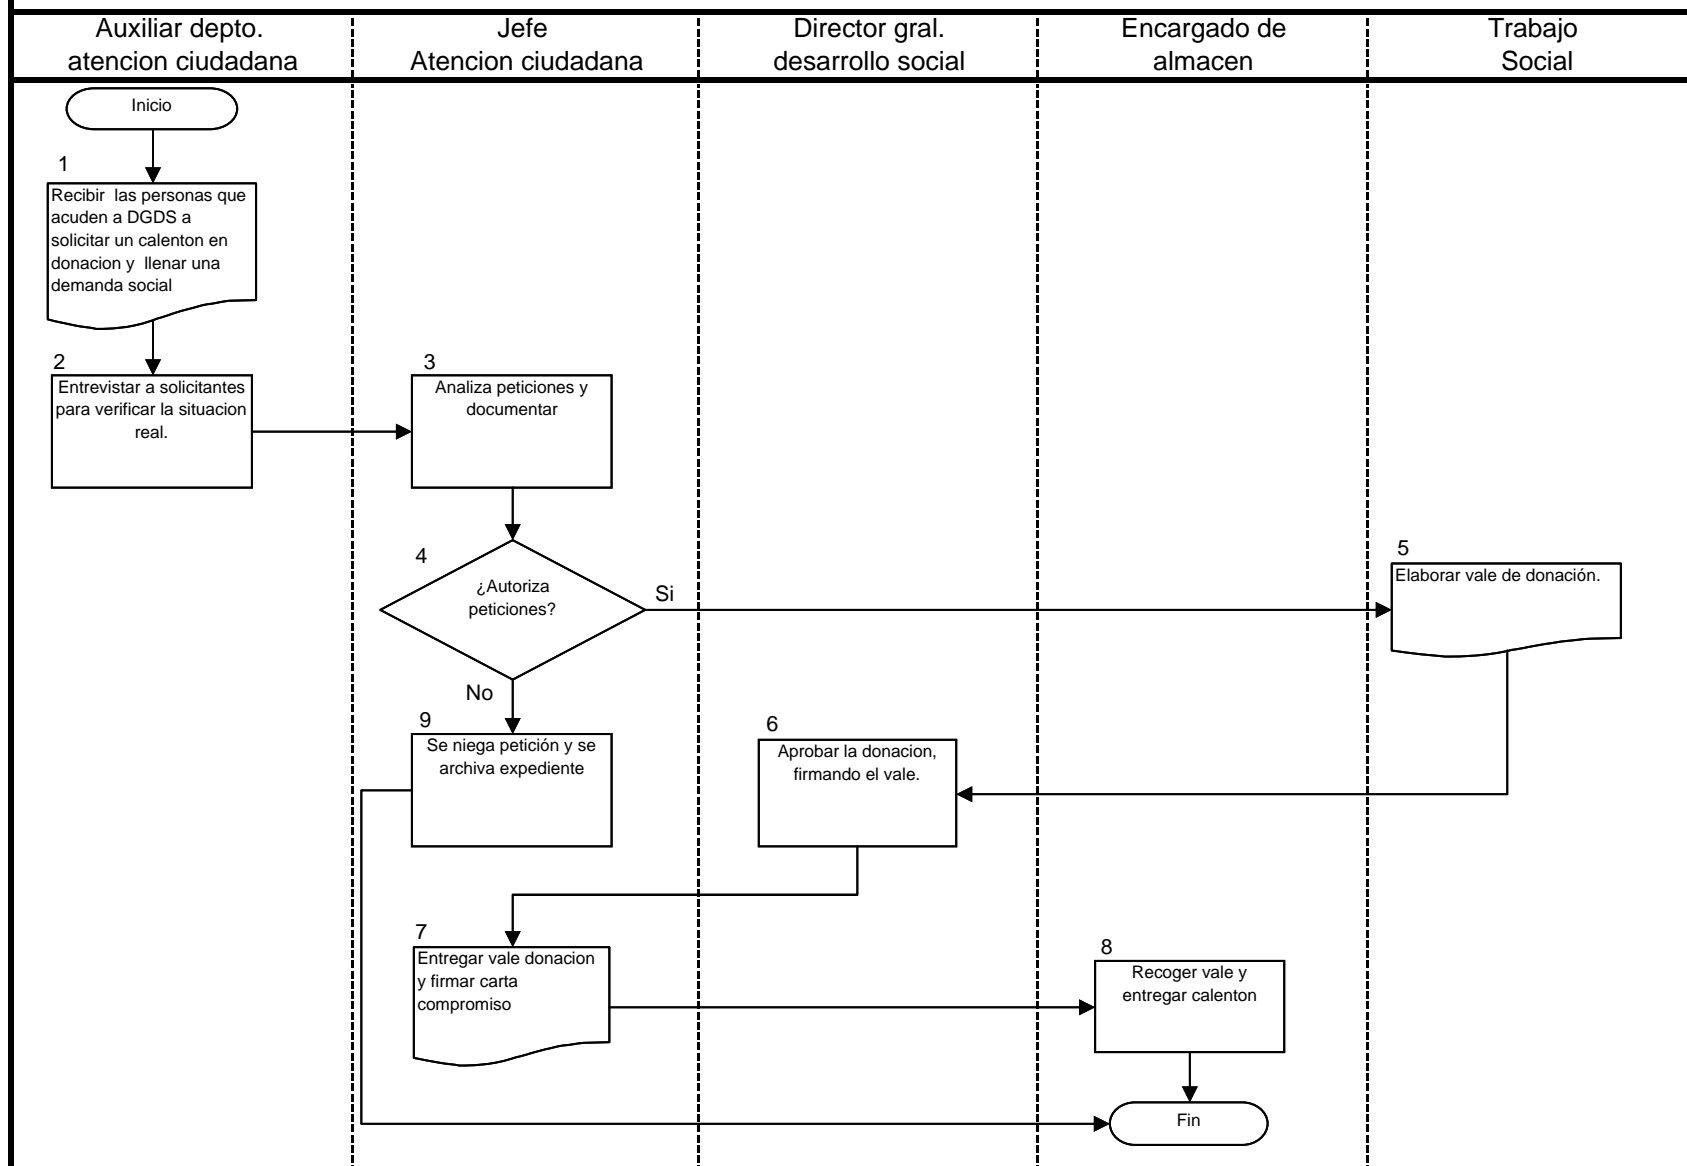 Auxiliar depto.
atencion ciudadana
Jefe
Atencion ciudadana
Director gral.
desarrollo social
Encargado de
almacen
Trabajo
Social
Inicio
1
Recibir las personas que
acuden a DGDS a
solicitar un calenton en
donacion y llenar una
demanda social
2
Entrevistar a solicitantes
para verificar la situacion
real.
3
Analiza peticiones y
documentar
4
¿Autoriza
peticiones?
Si
No
5
Elaborar vale de donación.
9
Se niega petición y se
archiva expediente
6
Aprobar la donacion,
firmando el vale.
7
Entregar vale donacion
y firmar carta
compromiso
8
Recoger vale y
entregar calenton
Fin